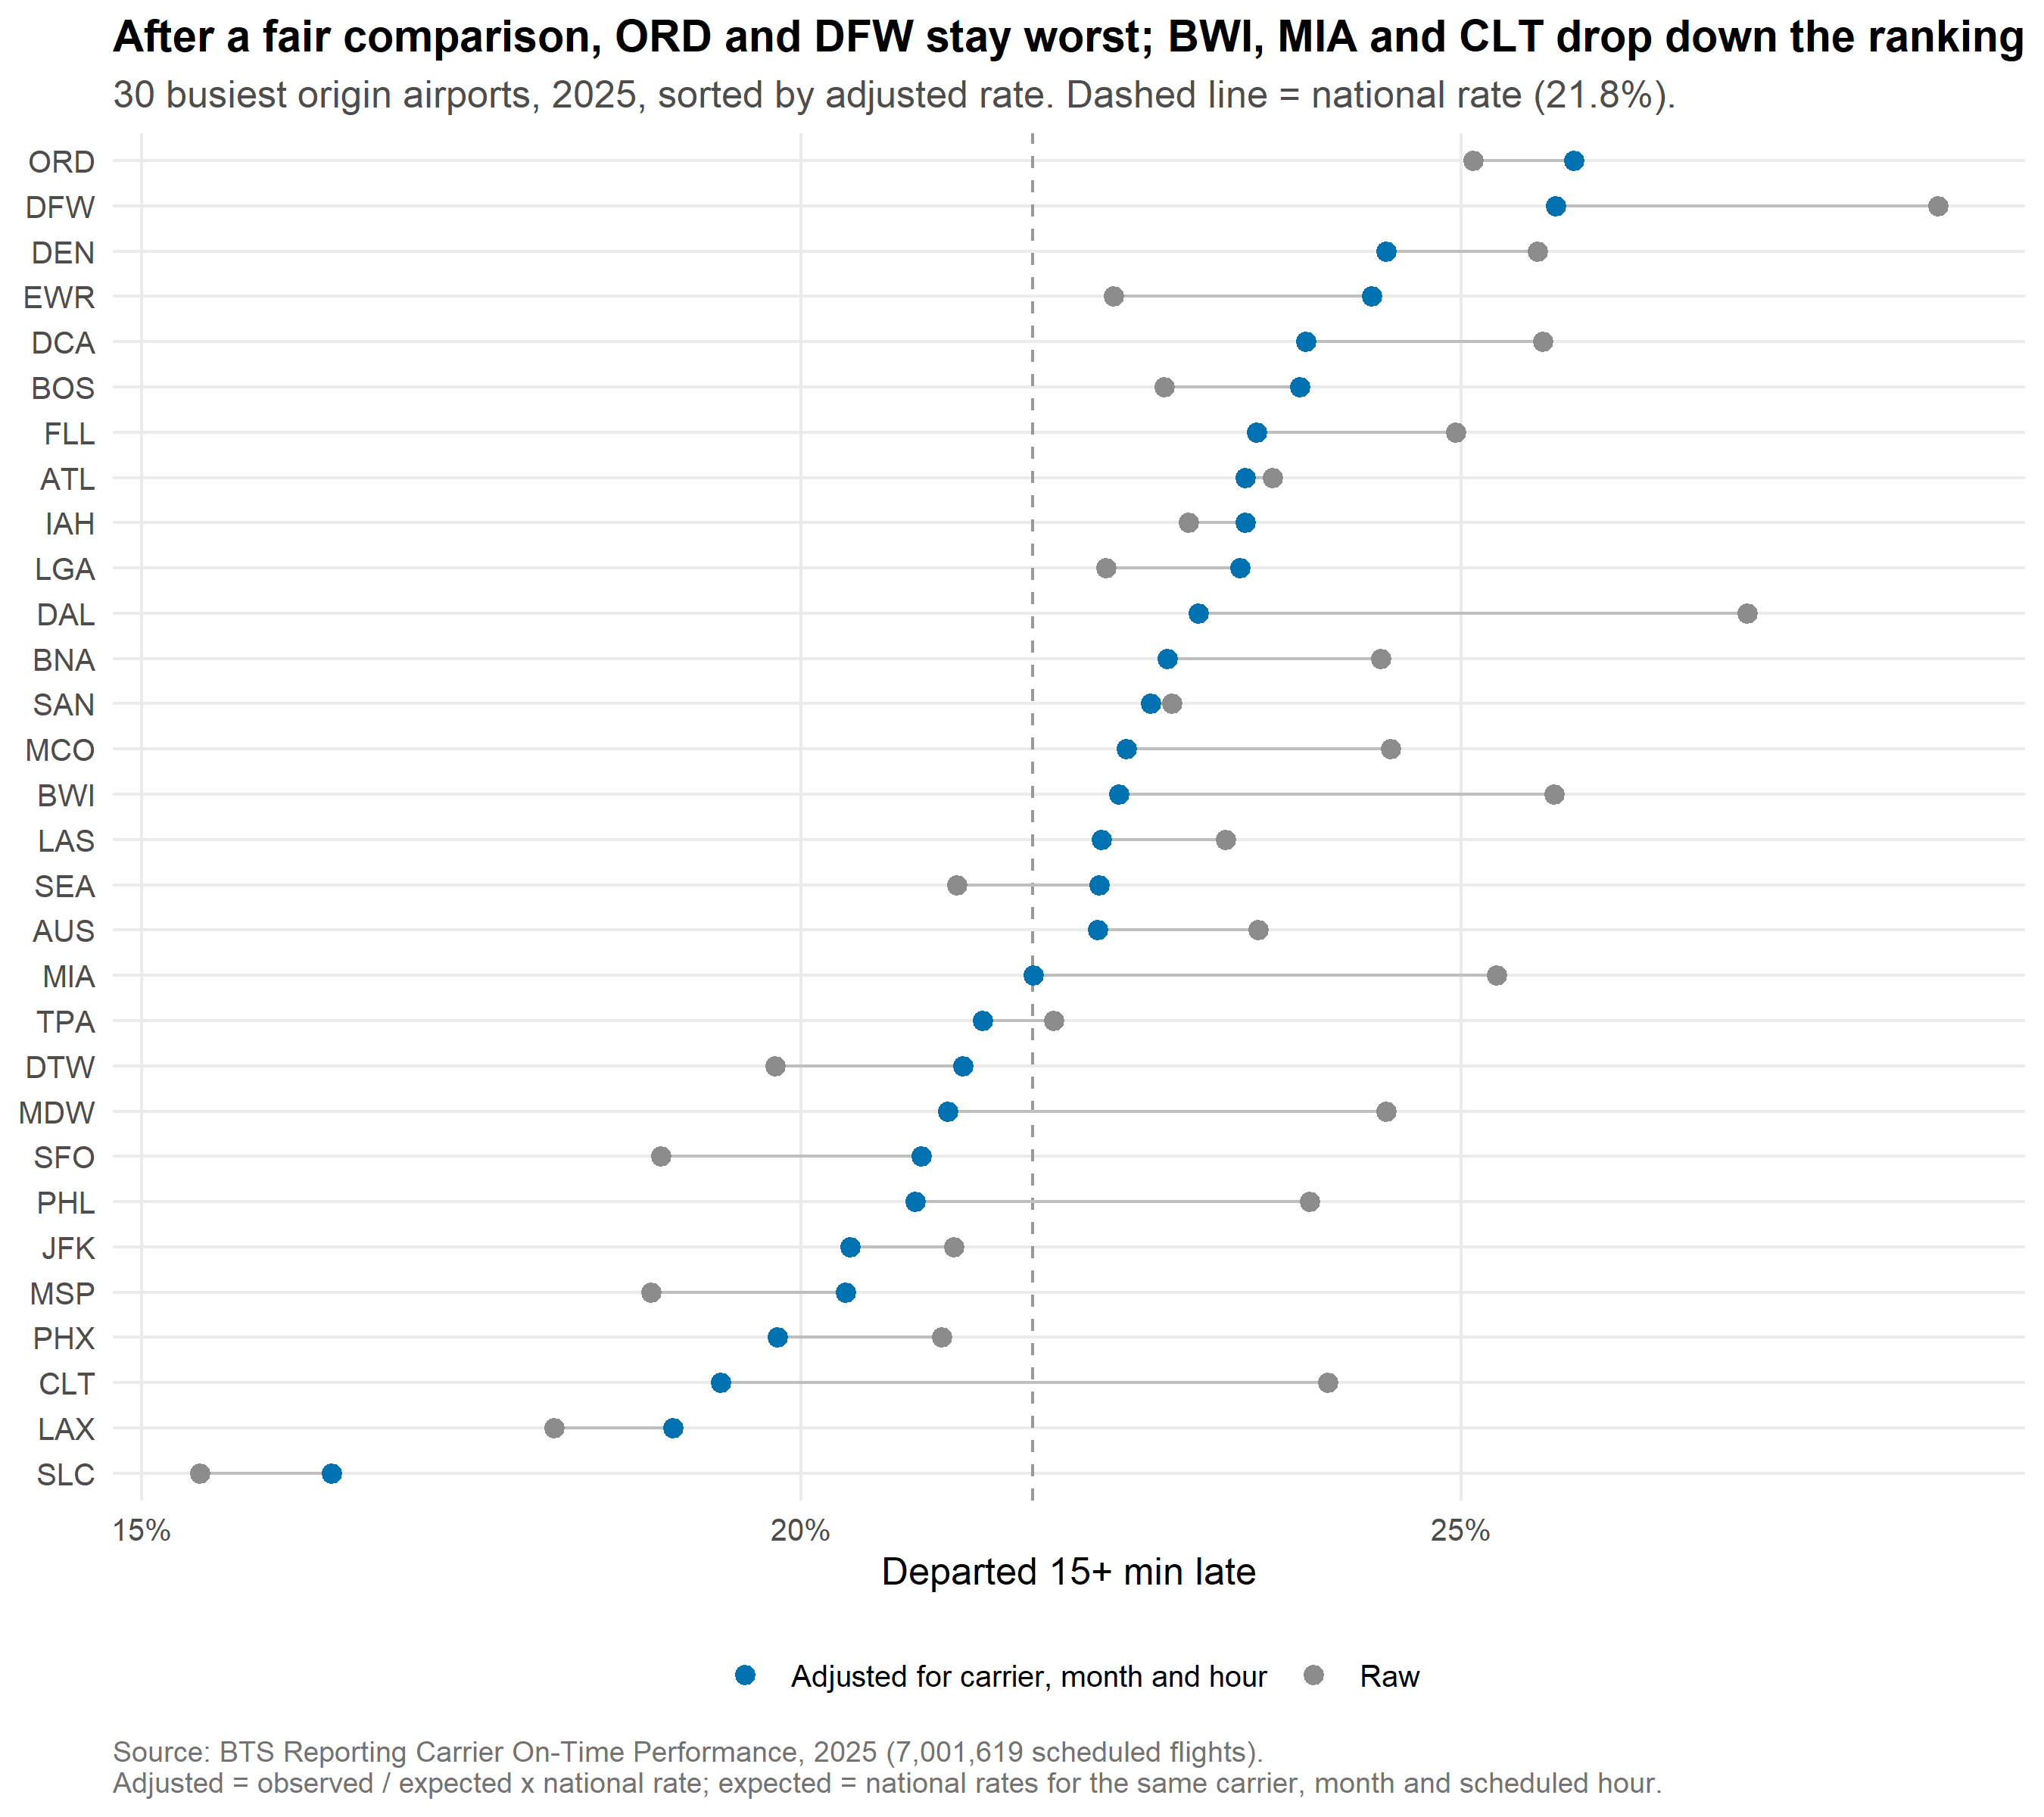 After a fair comparison, ORD and DFW stay worst; BWI, MIA and CLT drop down the ranking
30 busiest origin airports, 2025, sorted by adjusted rate. Dashed line = national rate (21.8%).
ORD
DFW
DEN
EWR
DCA
BOS
FLL
ATL
IAH
LGA
DAL
BNA
SAN
MCO
BWI
LAS
SEA
AUS
MIA
TPA
DTW
MDW
SFO
PHL
JFK
MSP
PHX
CLT
LAX
SLC
15% 20% 25%
Departed 15+ min late
Adjusted for carrier, month and hour Raw
Source: BTS Reporting Carrier On-Time Performance, 2025 (7,001,619 scheduled flights).
Adjusted = observed / expected x national rate; expected = national rates for the same carrier, month and scheduled hour.